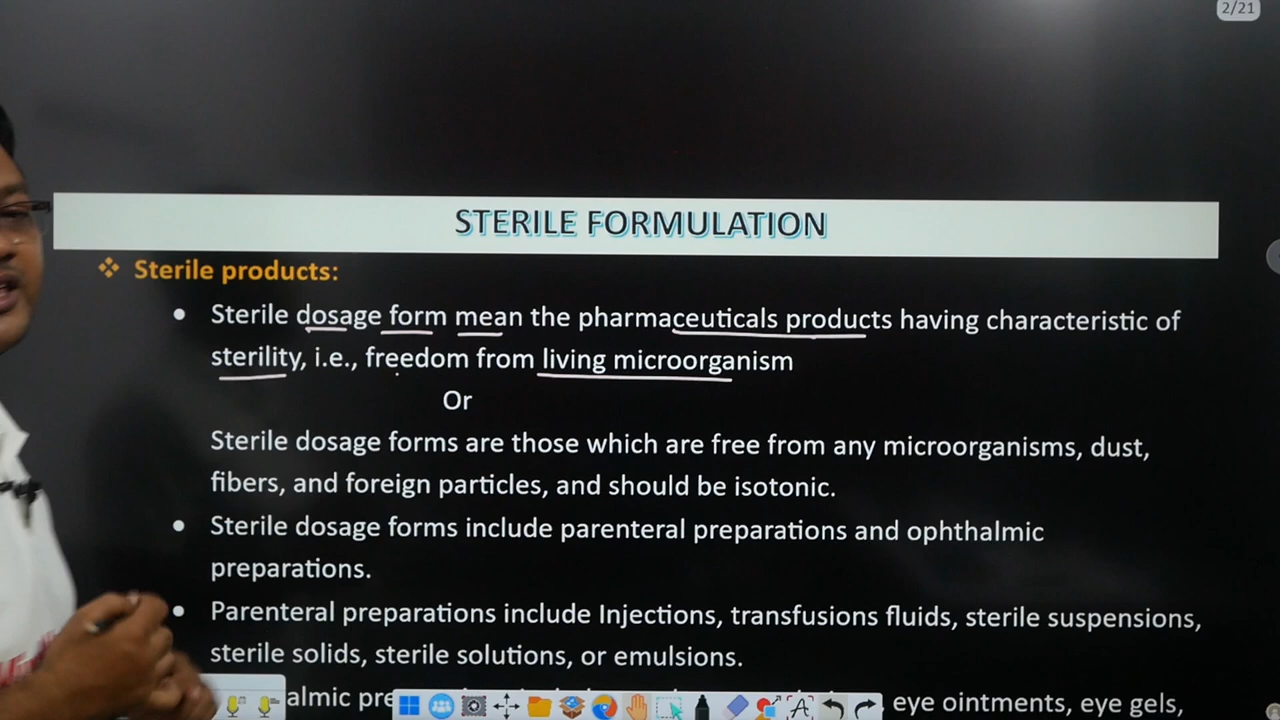 2/21
STERILE FORMULATION
❖ Sterile products:
• Sterile dosage form mean the pharmaceuticals products having characteristic of
sterility, i.e., freedom from living microorganism
Or
Sterile dosage forms are those which are free from any microorganisms, dust,
fibers, and foreign particles, and should be isotonic.
• Sterile dosage forms include parenteral preparations and ophthalmic
preparations.
• Parenteral preparations include Injections, transfusions fluids, sterile suspensions,
sterile solids, sterile solutions, or emulsions.
eye ointments, eye gels,